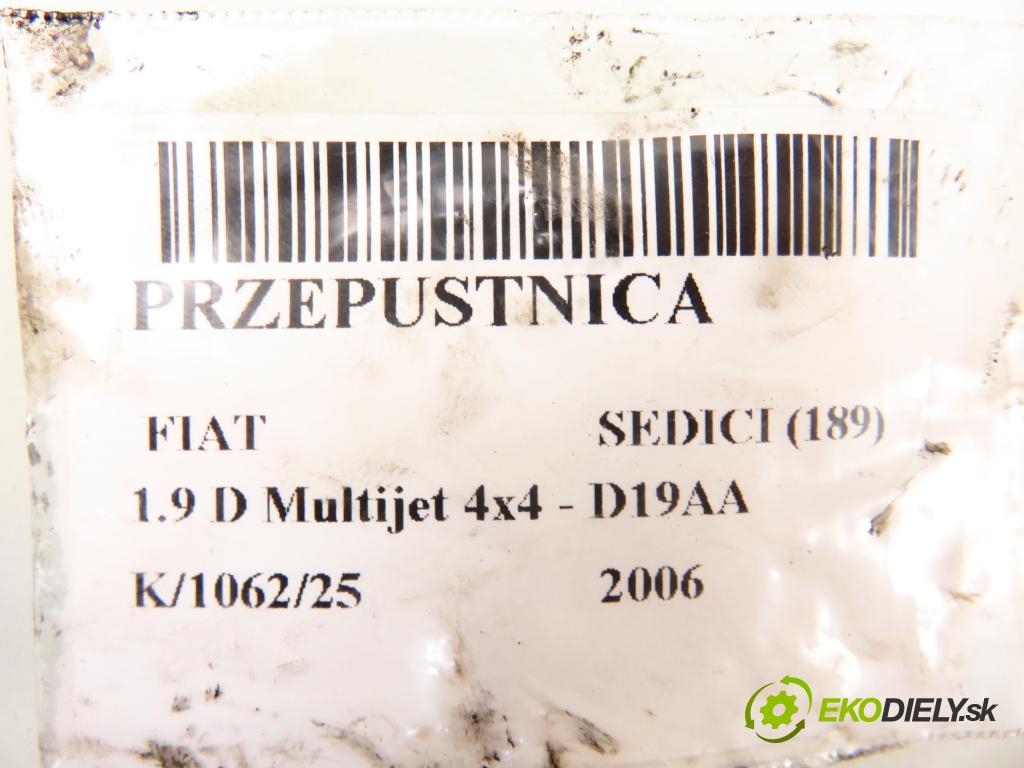 PRZEPUSTNICA
FIAT SEDICI (189)
1.9 D Multijet 4x4 - D19AA
K/1062/25 2006
EKODIELY.sk